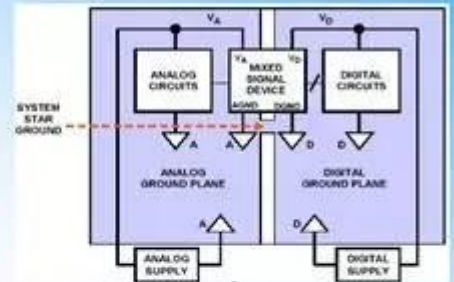 VA
VD
ANALOG
CIRCUITS
VA
VD
MIXED
SIGNAL
DEVICE
AGND
DGND
DIGITAL
CIRCUITS
SYSTEM
STAR
GROUND
A
A
D
D
ANALOG
GROUND PLANE
DIGITAL
GROUND PLANE
A
D
ANALOG
SUPPLY
DIGITAL
SUPPLY